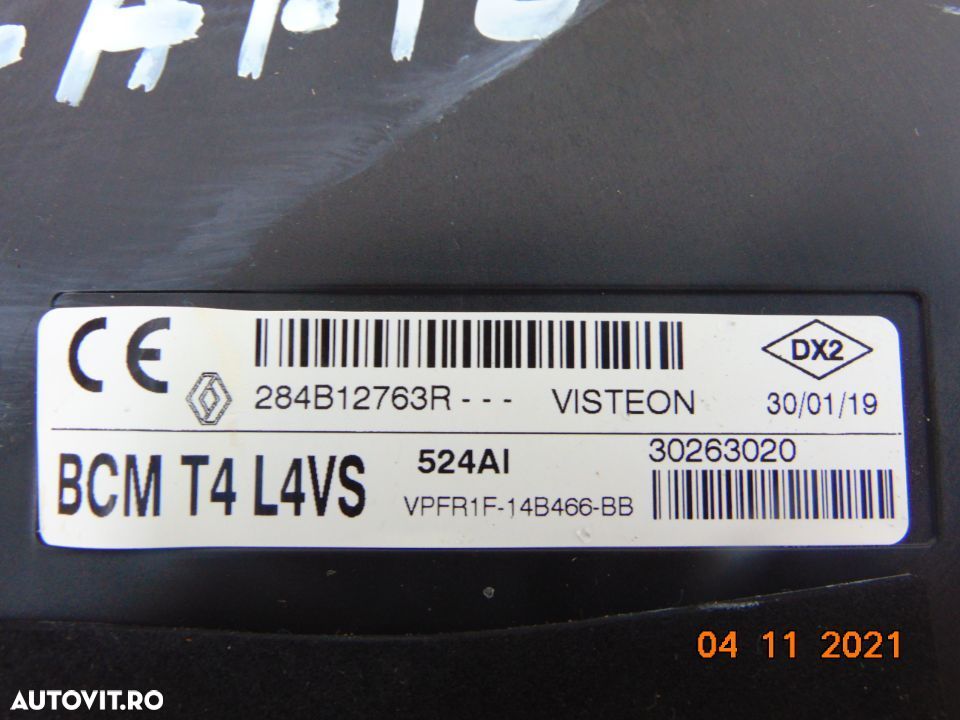 CE
284B12763R - - -
VISTEON
DX2
30/01/19
BCM T4 L4VS
524AI
VPFR1F-14B466-BB
30263020
04 11 2021
AUTOVIT.RO